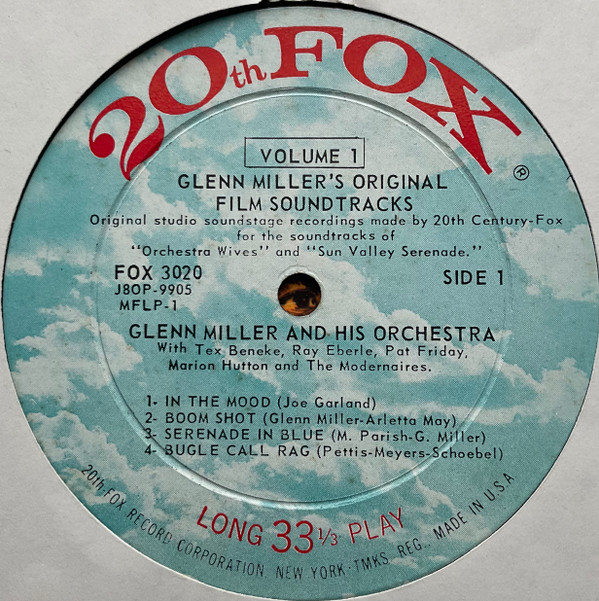 20th FOX
®
VOLUME 1
GLENN MILLER'S ORIGINAL
FILM SOUNDTRACKS
Original studio soundstage recordings made by 20th Century-Fox
for the soundtracks of
"Orchestra Wives" and "Sun Valley Serenade."
FOX 3020
J8OP-9905
MFLP-1
SIDE 1
GLENN MILLER AND HIS ORCHESTRA
With Tex Beneke, Ray Eberle, Pat Friday,
Marion Hutton and The Modernaires.
1- IN THE MOOD (Joe Garland)
2- BOOM SHOT (Glenn Miller-Arletta May)
3- SERENADE IN BLUE (M. Parish-G. Miller)
4- BUGLE CALL RAG (Pettis-Meyers-Schoebel)
LONG 33 1/3 PLAY
20th FOX RECORD CORPORATION NEW YORK·TMKS REG. MADE IN U.S.A